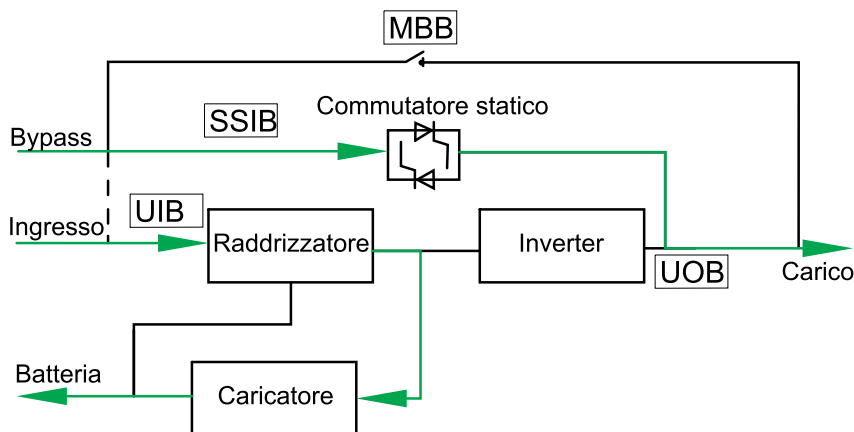 MBB
Commutatore statico
SSIB
Bypass
UIB
Ingresso
Raddrizzatore
Inverter
UOB
Carico
Batteria
Caricatore